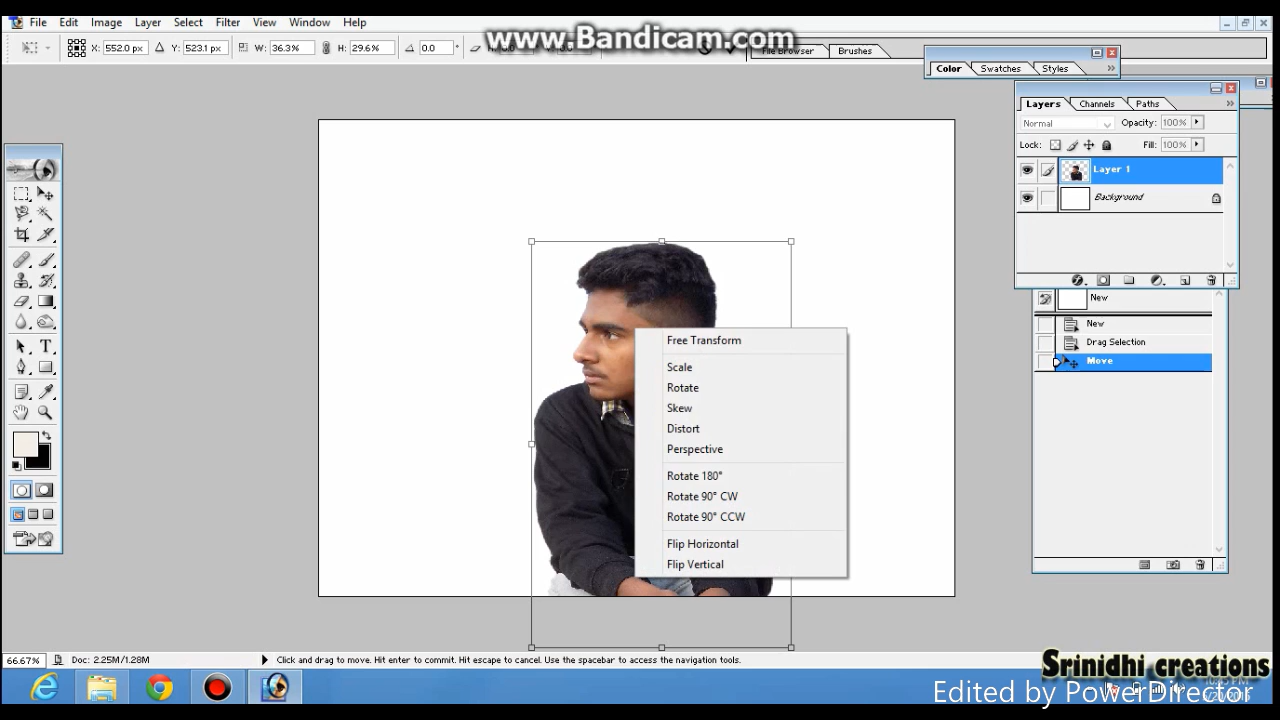 File Edit Image Layer Select Filter View Window Help
www.Bandicam.com
X: 552.0 px Y: 523.1 px W: 36.3% H: 29.6% 0.0 °
File Browser Brushes
Color Swatches Styles
Layers Channels Paths
Normal Opacity: 100%
Lock: Fill: 100%
Layer 1
Background
New
New
Drag Selection
Move
Free Transform
Scale
Rotate
Skew
Distort
Perspective
Rotate 180°
Rotate 90° CW
Rotate 90° CCW
Flip Horizontal
Flip Vertical
66.67% Doc: 2.25M/1.28M Click and drag to move. Hit enter to commit. Hit escape to cancel. Use the spacebar to access the navigation tools.
Srinidhi creations
Edited by PowerDirector